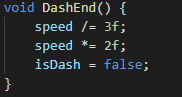 void DashEnd() {
    speed /= 3f;
    speed *= 2f;
    isDash = false;
}